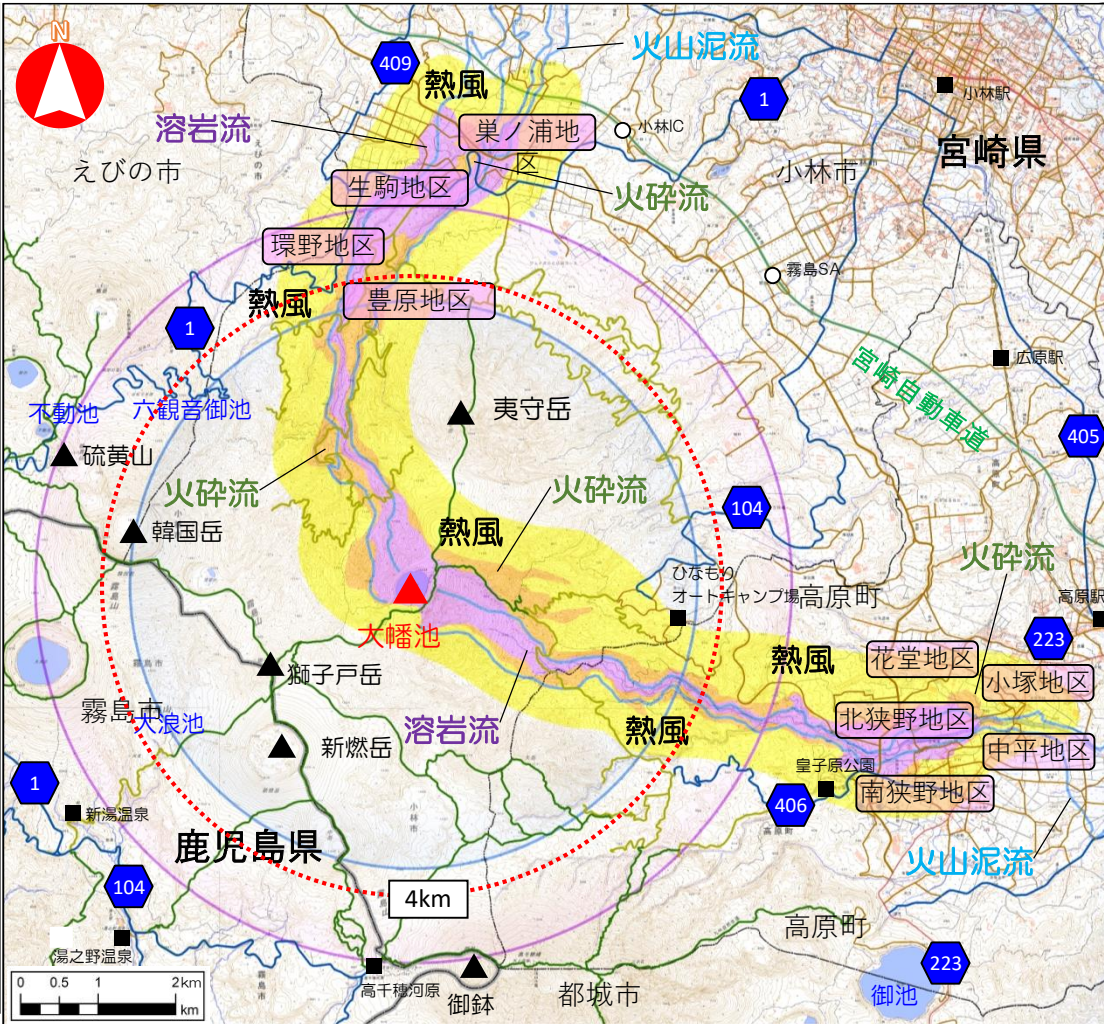 N
409
熱風
火山泥流
1
小林駅
溶岩流
巣ノ浦地
区
小林IC
宮崎県
えびの市
小林市
生駒地区
火砕流
環野地区
霧島SA
熱風
豊原地区
1
広原駅
宮崎自動車道
不動池
六観音御池
夷守岳
405
硫黄山
火砕流
火砕流
104
韓国岳
熱風
火砕流
ひなもり
オートキャンプ場
高原町
高原駅
大幡池
223
獅子戸岳
熱風
花堂地区
小塚地区
霧島市
大浪池
溶岩流
熱風
北狭野地区
新燃岳
中平地区
皇子原公園
1
406
南狭野地区
新湯温泉
鹿児島県
火山泥流
104
4km
高原町
湯之野温泉
223
高千穂河原
御鉢
都城市
御池
0 0.5 1 2km
km